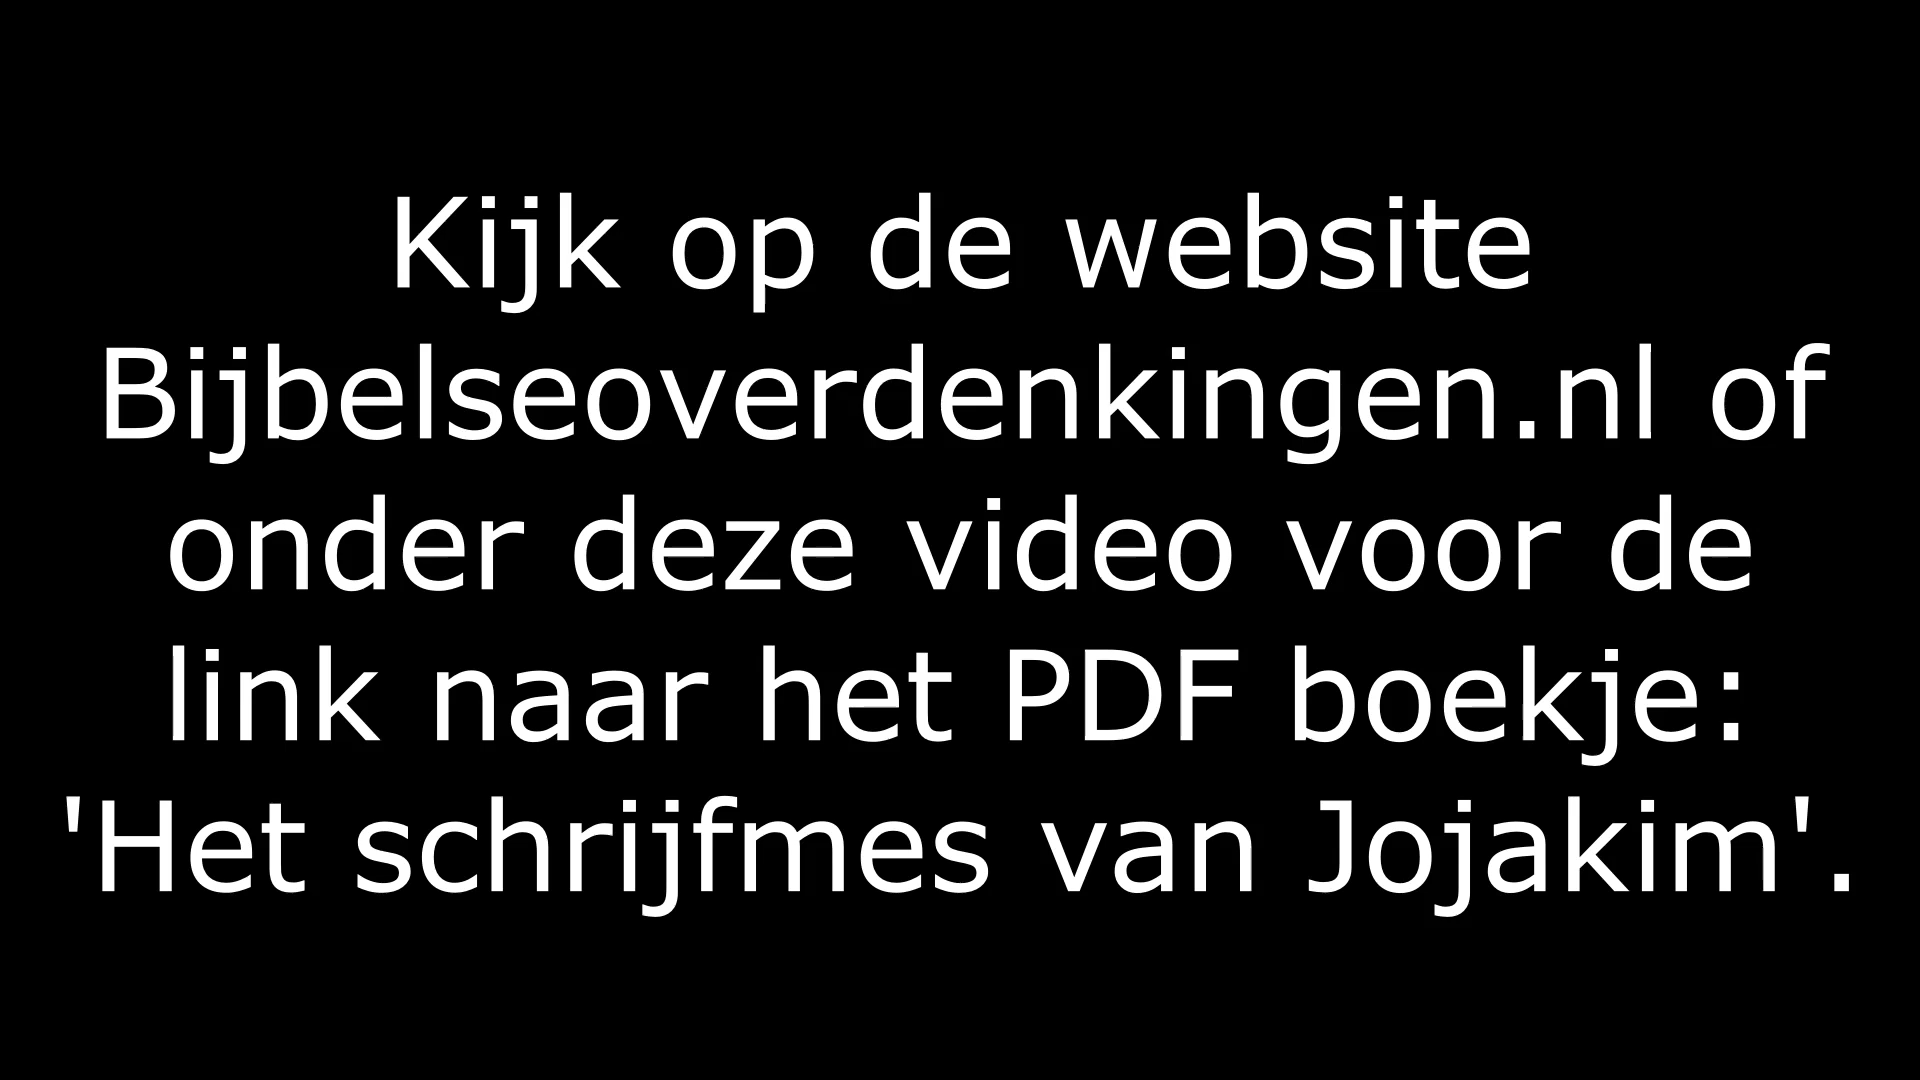 Kijk op de website
Bijbelseoverdenkingen.nl of
onder deze video voor de
link naar het PDF boekje:
'Het schrijfmes van Jojakim'.